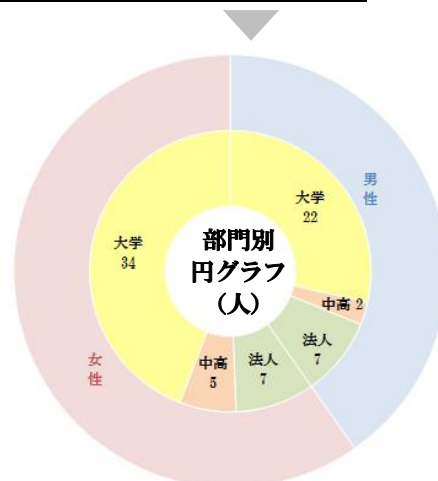 部門別
円グラフ
(人)
男
性
大学
22
中高 2
法人
7
法人
7
中高
5
大学
34
女
性